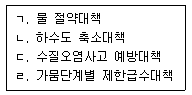 ㄱ. 물 절약대책
ㄴ. 하수도 축소대책
ㄷ. 수질오염사고 예방대책
ㄹ. 가뭄단계별 제한급수대책